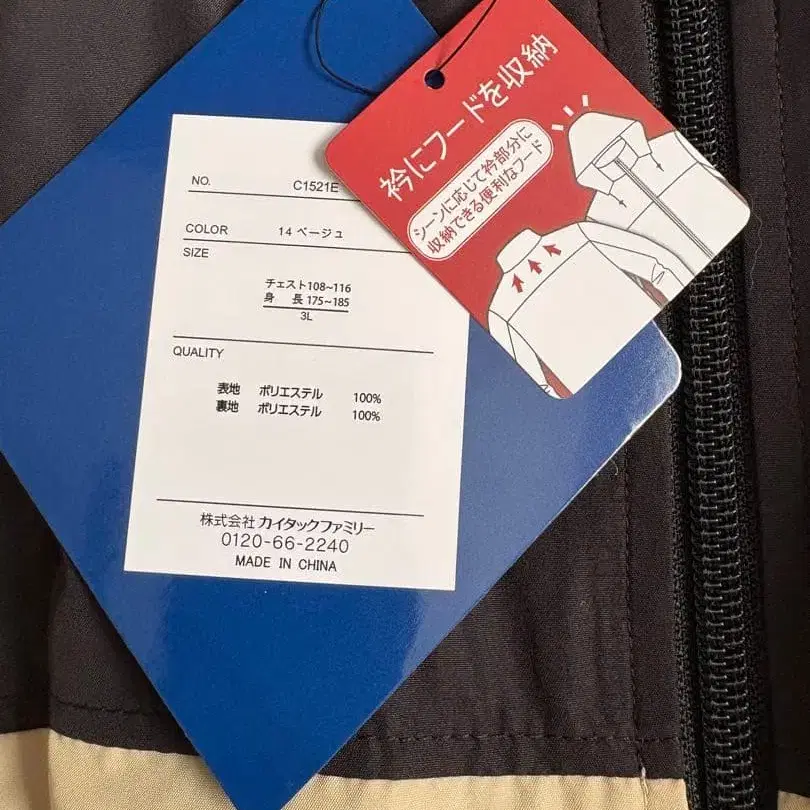 衿にフードを収納
シーンに応じて衿部分に
収納できる便利なフード
NO. C1521E
COLOR 14 ベージュ
SIZE
チェスト108~116
身 長 175~185
3L
QUALITY
表地 ポリエステル 100%
裏地 ポリエステル 100%
株式会社 カイタックファミリー
0120-66-2240
MADE IN CHINA